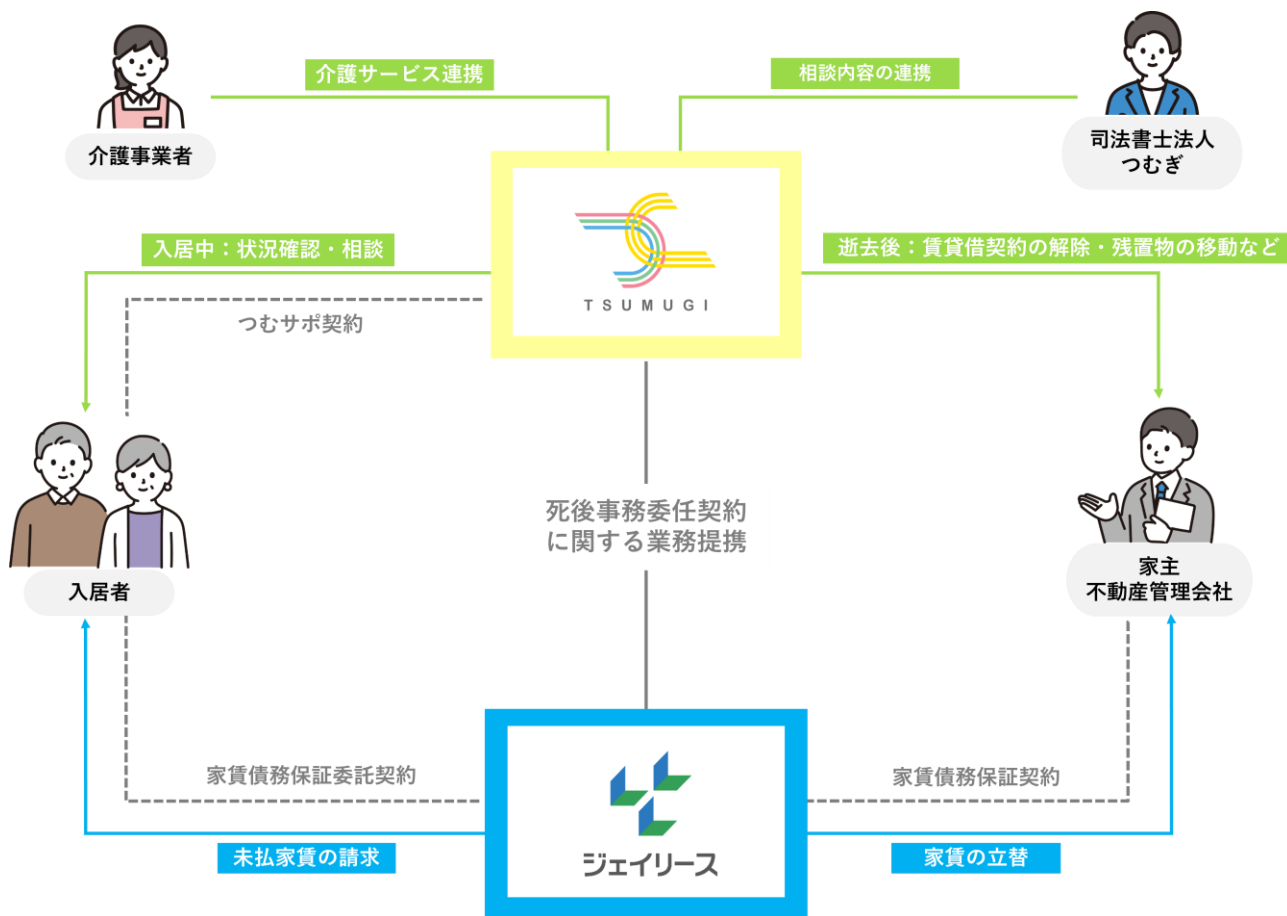 介護サービス連携
相談内容の連携
介護事業者
司法書士法人
つむぎ
入居中：状況確認・相談
逝去後：賃貸借契約の解除・残置物の移動など
TSUMUGI
つむサポ契約
死後事務委任契約
に関する業務提携
入居者
家主
不動産管理会社
家賃債務保証委託契約
家賃債務保証契約
未払家賃の請求
ジェイリース
家賃の立替